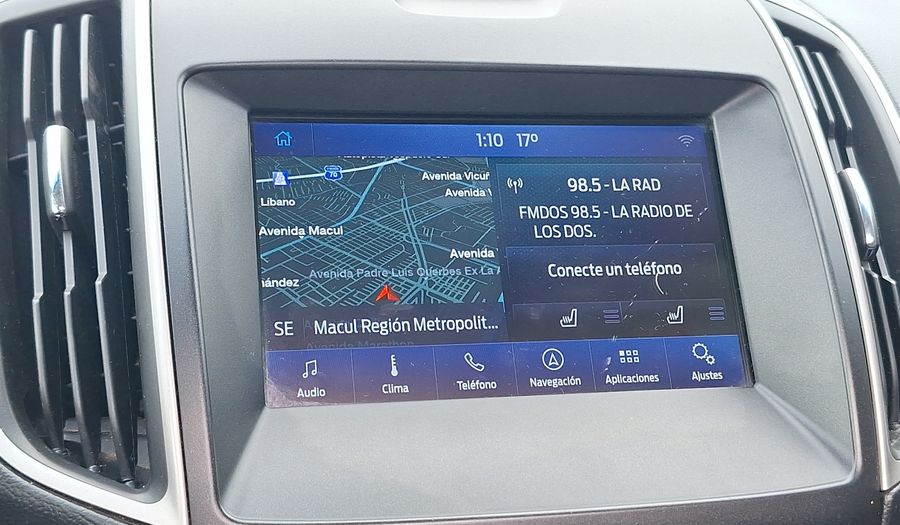 1:10 17°
Avenida Vicuñ
70
Avenida \
Líbano
Avenida Macul
Avenida
Avenida Padre Luis Querbes Ex La
ández
SE Macul Región Metropolit...
98.5 - LA RAD
FMDOS 98.5 - LA RADIO DE
LOS DOS.
Conecte un teléfono
Audio
Clima
Teléfono
Navegación
Aplicaciones
Ajustes